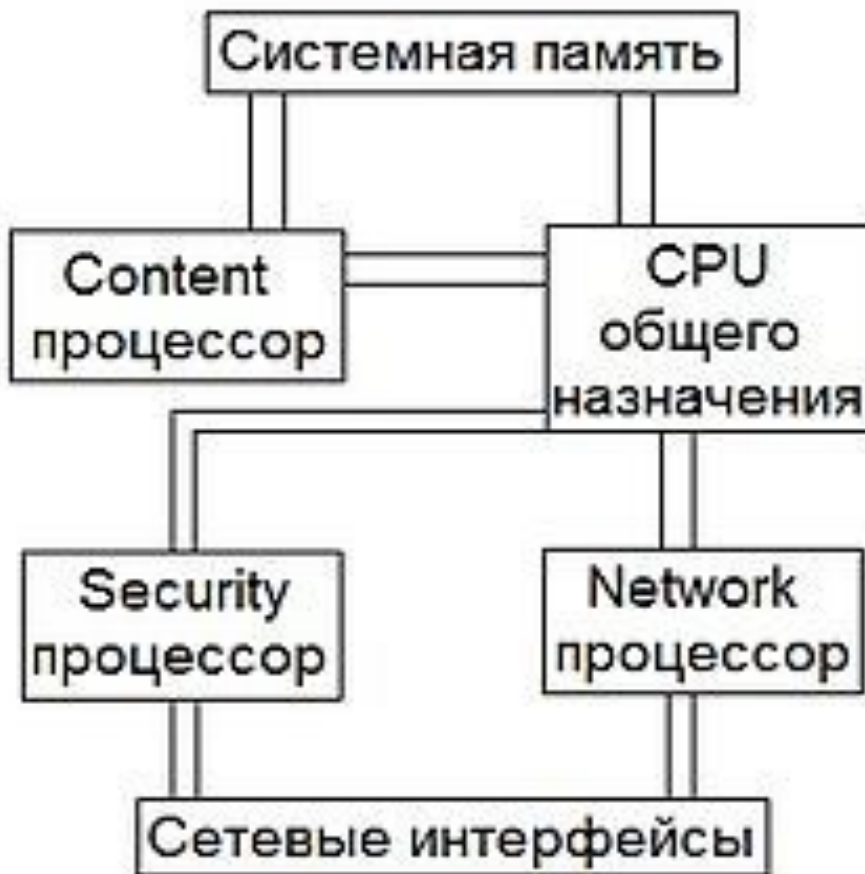 Системная память
Content
процессор
CPU
общего
назначения
Security
процессор
Network
процессор
Сетевые интерфейсы